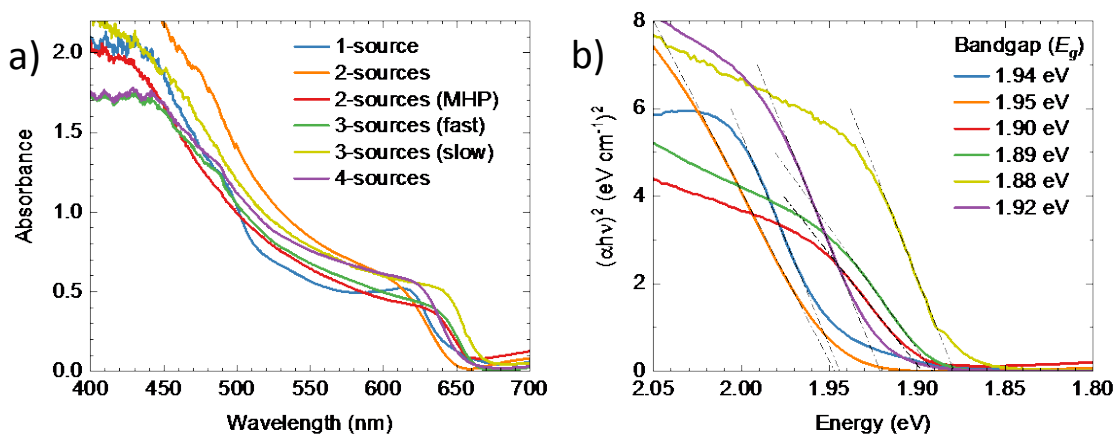 a)
Absorbance
2.0
1.5
1.0
0.5
0.0
400 450 500 550 600 650 700
Wavelength (nm)
1-source
2-sources
2-sources (MHP)
3-sources (fast)
3-sources (slow)
4-sources
b)
(αhν)² (eV cm⁻¹)²
8
6
4
2
0
2.05 2.00 1.95 1.90 1.85 1.80
Energy (eV)
Bandgap (Eg)
1.94 eV
1.95 eV
1.90 eV
1.89 eV
1.88 eV
1.92 eV